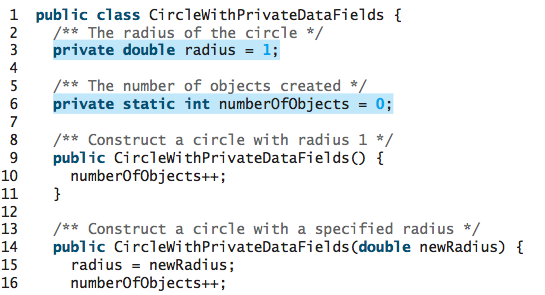 1 public class CircleWithPrivateDataFields {
2 /** The radius of the circle */
3 private double radius = 1;
4
5 /** The number of objects created */
6 private static int numberOfObjects = 0;
7
8 /** Construct a circle with radius 1 */
9 public CircleWithPrivateDataFields() {
10 numberOfObjects++;
11 }
12
13 /** Construct a circle with a specified radius */
14 public CircleWithPrivateDataFields(double newRadius) {
15 radius = newRadius;
16 numberOfObjects++;